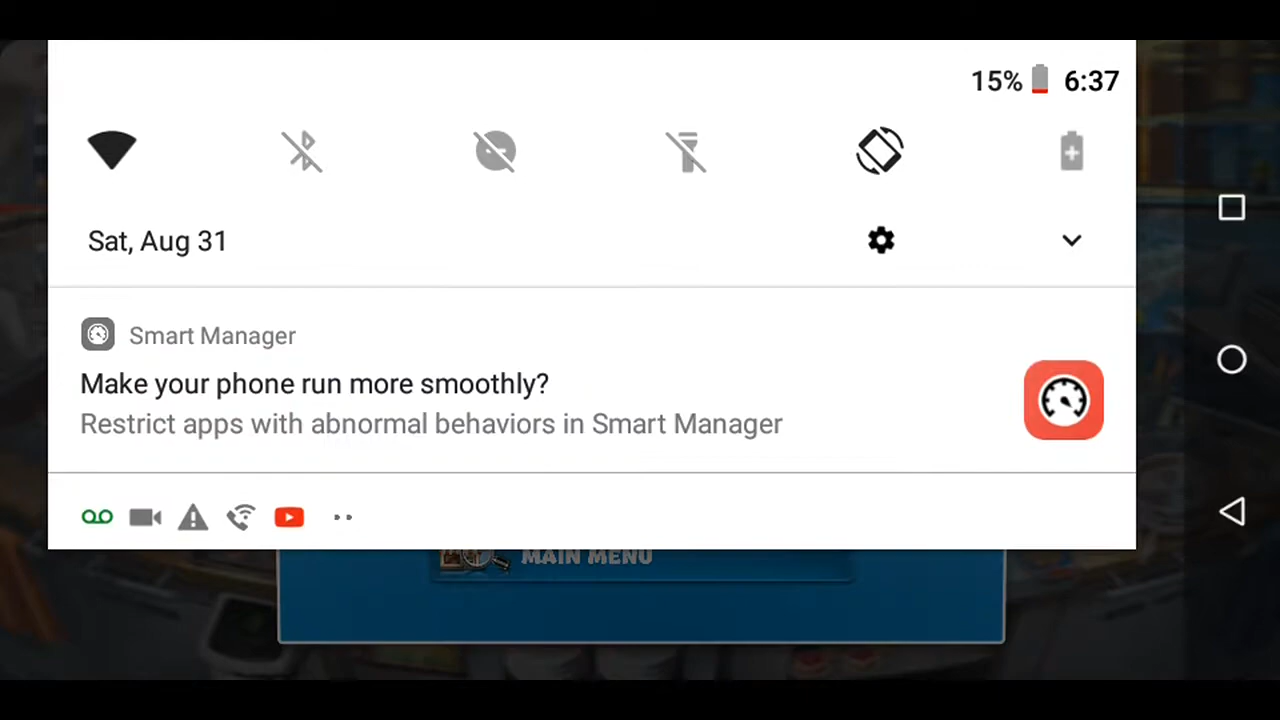 15% 6:37
Sat, Aug 31
Smart Manager
Make your phone run more smoothly?
Restrict apps with abnormal behaviors in Smart Manager
MAIN MENU